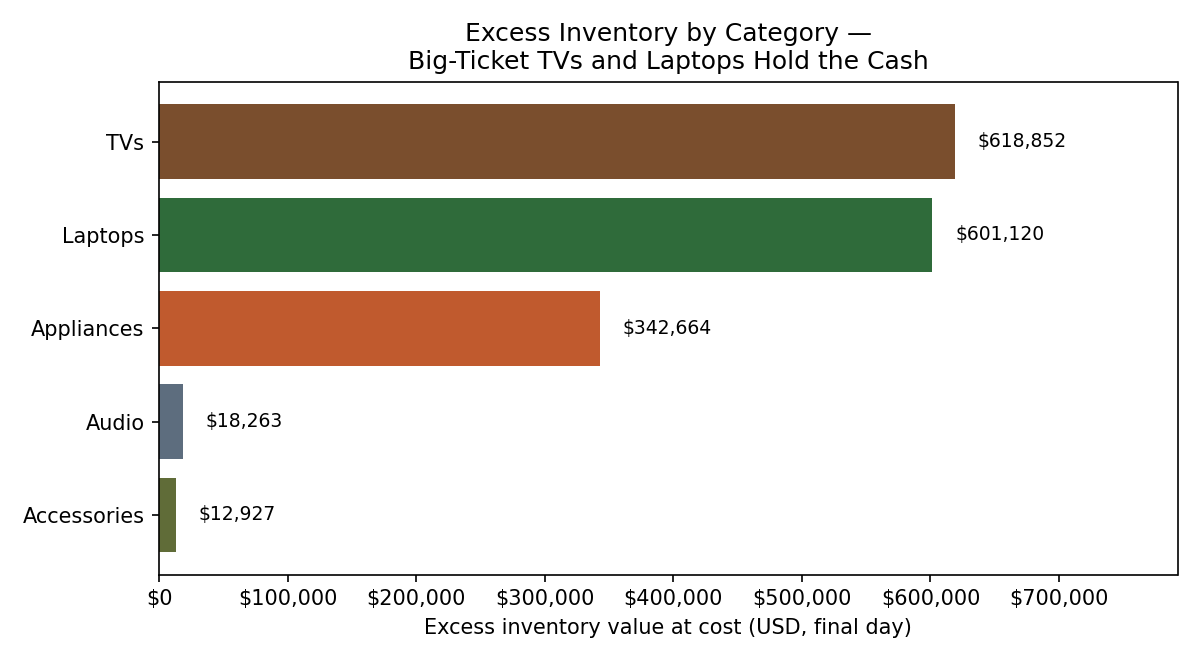 Excess Inventory by Category —
Big-Ticket TVs and Laptops Hold the Cash
TVs
$618,852
Laptops
$601,120
Appliances
$342,664
Audio
$18,263
Accessories
$12,927
$0 $100,000 $200,000 $300,000 $400,000 $500,000 $600,000 $700,000
Excess inventory value at cost (USD, final day)